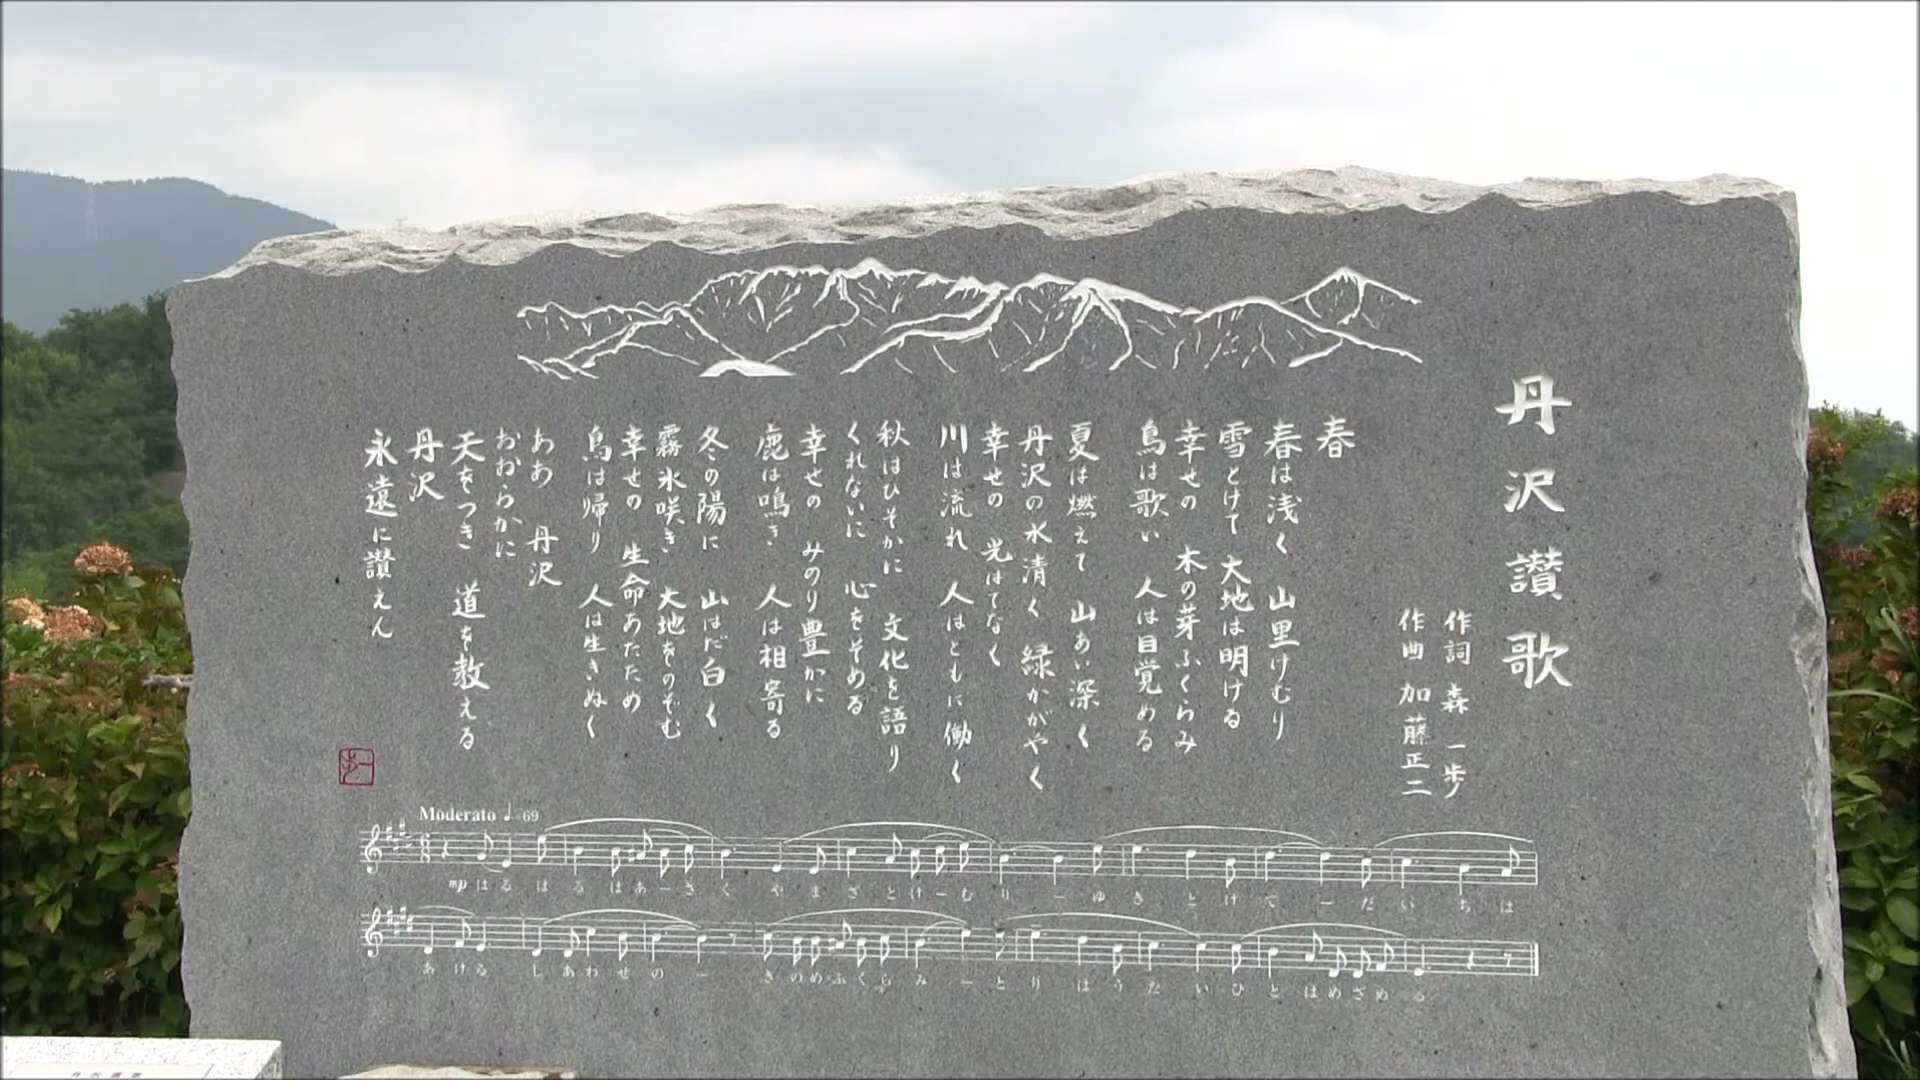 丹沢讃歌
作詞 森 一歩
作曲 加藤正二
春
春は浅く 山里けむり
雪とけて 大地は明ける
幸せの 木の芽ふくらみ
鳥は歌い 人は目覚める
夏は燃えて 山あい深く
丹沢の水清く 緑かがやく
幸せの 光はてなく
川は流れ 人はともに働く
秋はひそかに 文化を語り
くれないに 心をそめる
幸せの みのり豊かに
鹿は鳴き 人は相寄る
冬の陽に 山はだ白く
霧氷咲き 大地をのぞむ
幸せの 生命あたため
鳥は帰り 人は生きぬく
ああ 丹沢
おおらかに
天をつき 道を教える
丹沢
永遠に讃えん
Moderato ♩=69
mp はる はる はあーさく やまざとけーむりー ゆきとけてーだいちは
あける しあわせのー きのめふくらみーとりはうたいひとはめざめる